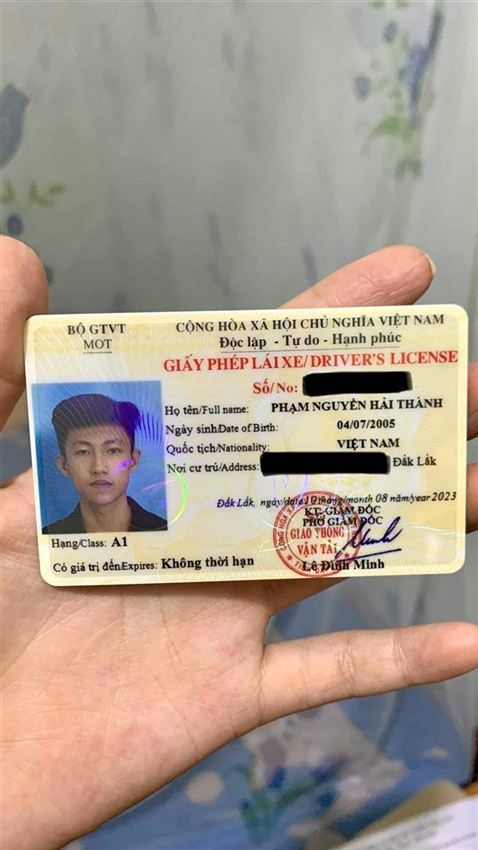 BỘ GTVT
MOT
CỘNG HÒA XÃ HỘI CHỦ NGHĨA VIỆT NAM
Độc lập - Tự do - Hạnh phúc
GIẤY PHÉP LÁI XE/ DRIVER'S LICENSE
Số/No:
Họ tên/Full name: PHẠM NGUYỄN HẢI THÀNH
Ngày sinh/Date of Birth: 04/07/2005
Quốc tịch/Nationality: VIỆT NAM
Nơi cư trú/Address: Đắk Lắk
Đắk Lắk, ngày/date 10 tháng/month 08 năm/year 2023
KT. GIÁM ĐỐC
PHÓ GIÁM ĐỐC
GIAO THÔNG
VẬN TẢI
Hạng/Class: A1
Có giá trị đến/Expires: Không thời hạn
Lê Đình Minh